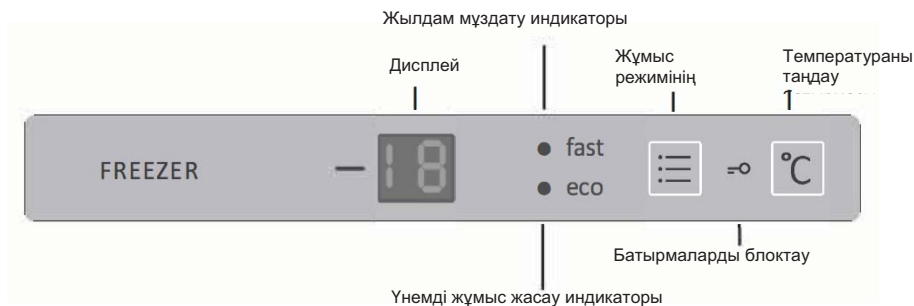 Жылдам мұздату индикаторы
Дисплей
Жұмыс
режимінің
Температураны
таңдау
FREEZER
18
fast
eco
°C
Батырмаларды блоктау
Үнемді жұмыс жасау индикаторы